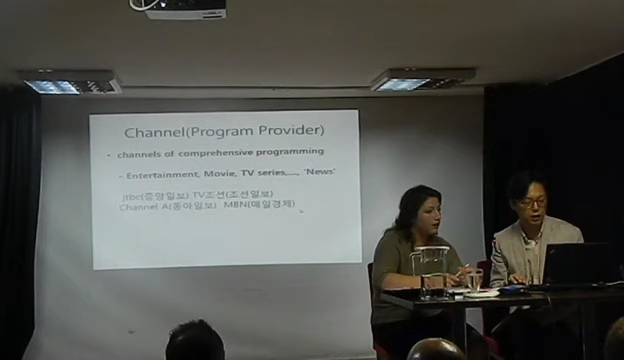 Channel(Program Provider)
• channels of comprehensive programming
– Entertainment, Movie, TV series,..., 'News'
jtbc(중앙일보) TV조선(조선일보)
Channel A(동아일보) MBN(매일경제)